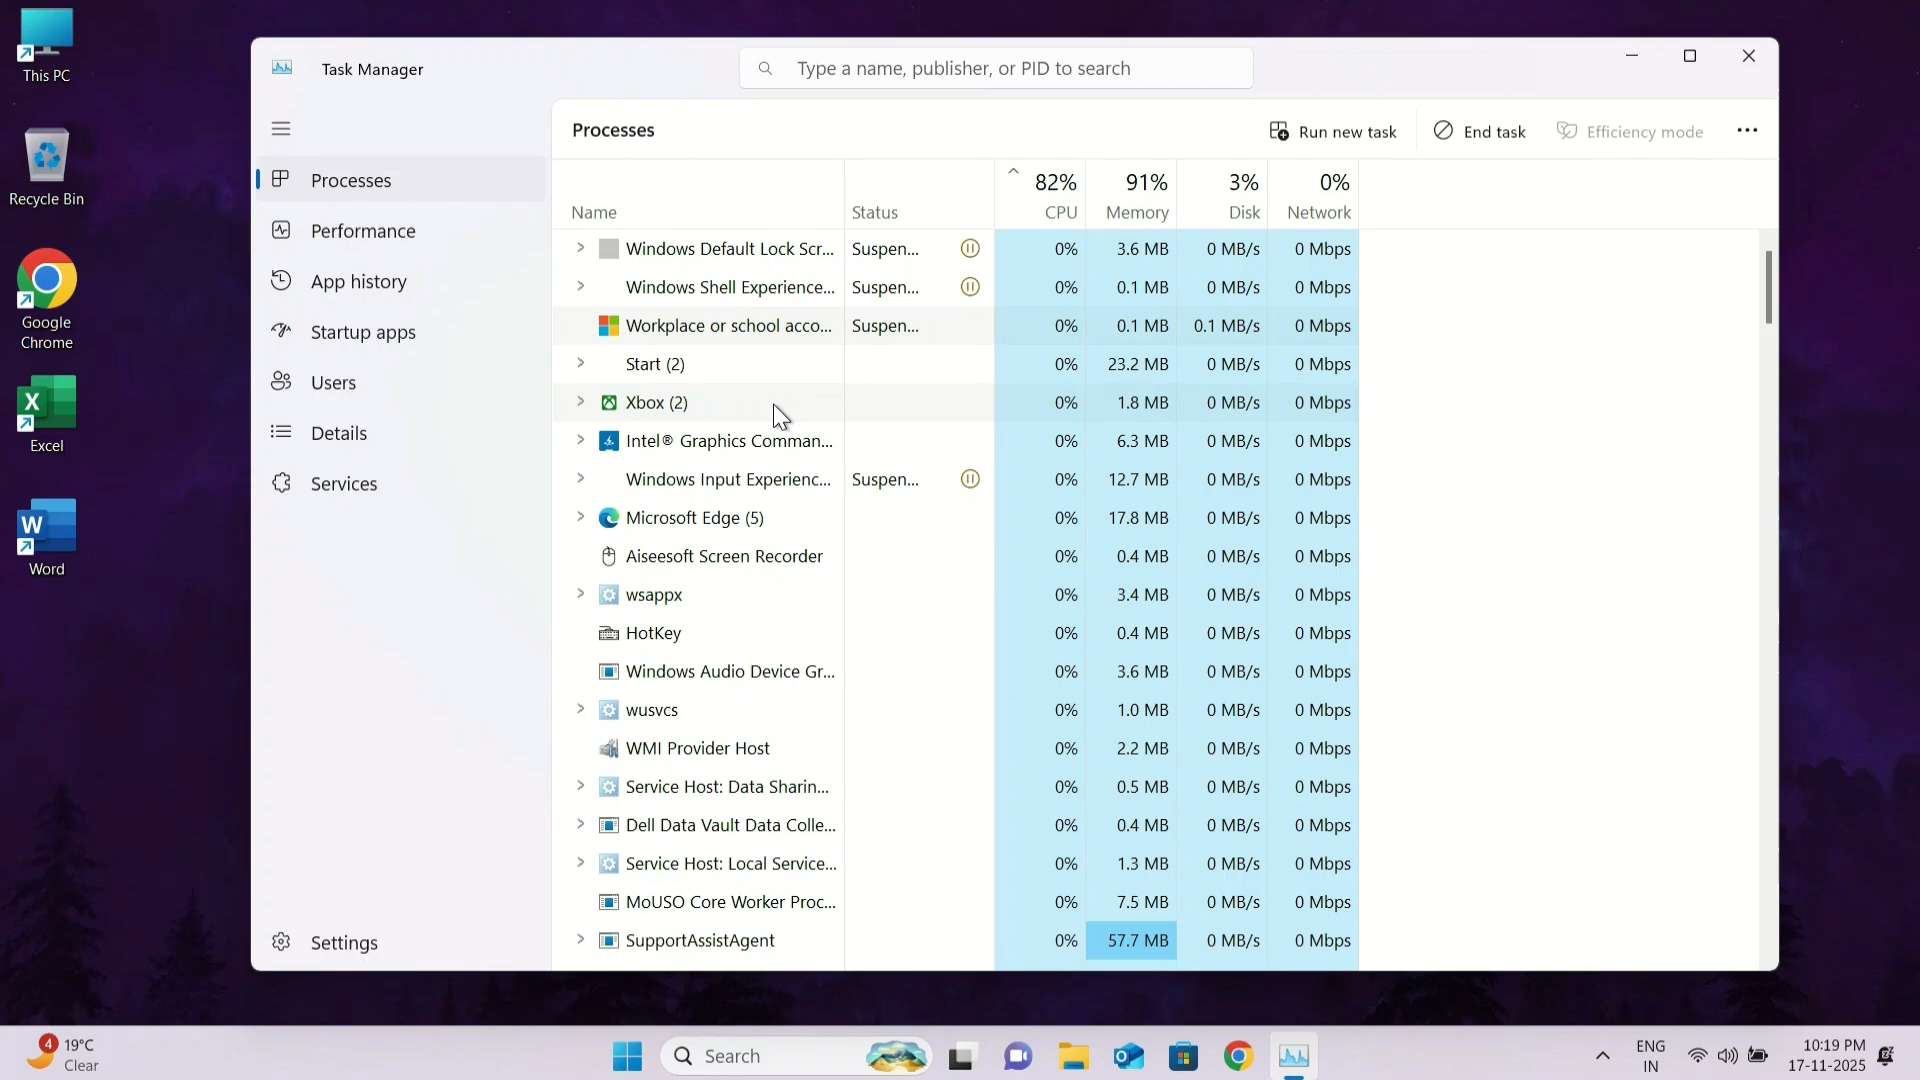 This PC
Recycle Bin
Google
Chrome
Excel
Word
Task Manager
Type a name, publisher, or PID to search
Processes
Performance
App history
Startup apps
Users
Details
Services
Settings
Processes
Run new task
End task
Efficiency mode
82% 91% 3% 0%
Name Status CPU Memory Disk Network
Windows Default Lock Scr... Suspen... 0% 3.6 MB 0 MB/s 0 Mbps
Windows Shell Experience... Suspen... 0% 0.1 MB 0 MB/s 0 Mbps
Workplace or school acco... Suspen... 0% 0.1 MB 0.1 MB/s 0 Mbps
Start (2) 0% 23.2 MB 0 MB/s 0 Mbps
Xbox (2) 0% 1.8 MB 0 MB/s 0 Mbps
Intel® Graphics Comman... 0% 6.3 MB 0 MB/s 0 Mbps
Windows Input Experienc... Suspen... 0% 12.7 MB 0 MB/s 0 Mbps
Microsoft Edge (5) 0% 17.8 MB 0 MB/s 0 Mbps
Aiseesoft Screen Recorder 0% 0.4 MB 0 MB/s 0 Mbps
wsappx 0% 3.4 MB 0 MB/s 0 Mbps
HotKey 0% 0.4 MB 0 MB/s 0 Mbps
Windows Audio Device Gr... 0% 3.6 MB 0 MB/s 0 Mbps
wusvcs 0% 1.0 MB 0 MB/s 0 Mbps
WMI Provider Host 0% 2.2 MB 0 MB/s 0 Mbps
Service Host: Data Sharin... 0% 0.5 MB 0 MB/s 0 Mbps
Dell Data Vault Data Colle... 0% 0.4 MB 0 MB/s 0 Mbps
Service Host: Local Service... 0% 1.3 MB 0 MB/s 0 Mbps
MoUSO Core Worker Proc... 0% 7.5 MB 0 MB/s 0 Mbps
SupportAssistAgent 0% 57.7 MB 0 MB/s 0 Mbps
4
19°C
Clear
Search
ENG
IN
10:19 PM
17-11-2025